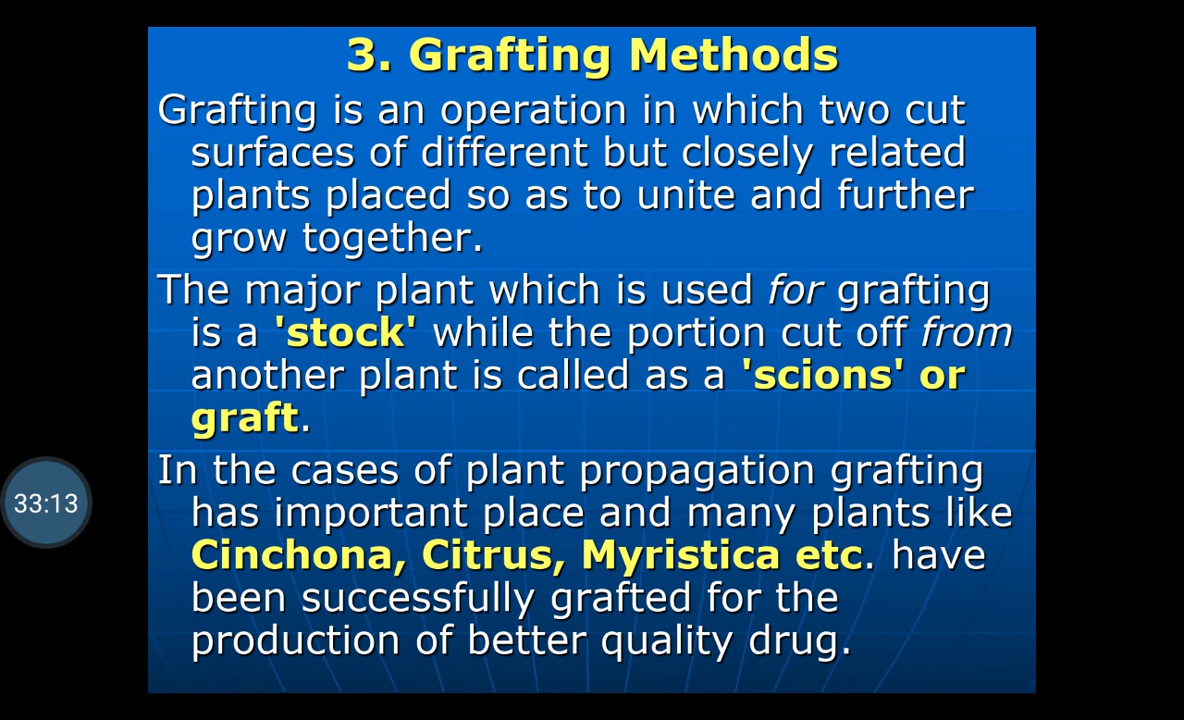 3. Grafting Methods
Grafting is an operation in which two cut
surfaces of different but closely related
plants placed so as to unite and further
grow together.
The major plant which is used for grafting
is a 'stock' while the portion cut off from
another plant is called as a 'scions' or
graft.
In the cases of plant propagation grafting
has important place and many plants like
Cinchona, Citrus, Myristica etc. have
been successfully grafted for the
production of better quality drug.
33:13